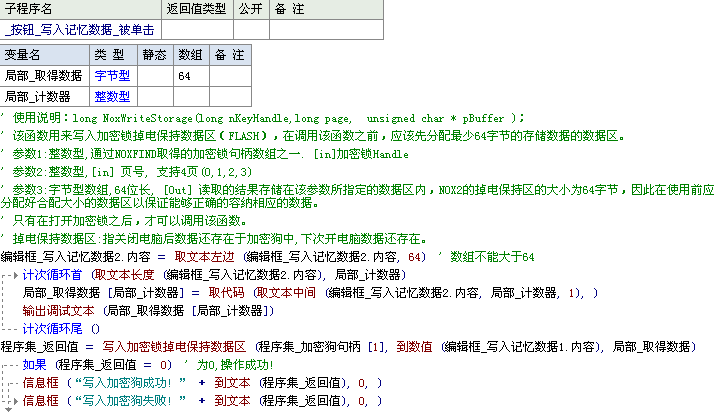 子程序名 返回值类型 公开 备 注
_按钮_写入记忆数据_被单击
变量名 类 型 静态 数组 备 注
局部_取得数据 字节型 64
局部_计数器 整数型
' 使用说明：long NoxWriteStorage(long nKeyHandle,long page,  unsigned char * pBuffer );
' 该函数用来写入加密锁掉电保持数据区（FLASH），在调用该函数之前，应该先分配最少64字节的存储数据的数据区。
' 参数1:整数型,通过NOXFIND取得的加密锁句柄数组之一. [in]加密锁Handle
' 参数2:整数型,[in] 页号, 支持4页(0,1,2,3)
' 参数3:字节型数组,64位长, [Out] 读取的结果存储在该参数所指定的数据区内，NOX2的掉电保持区的大小为64字节，因此在使用前应
分配好合配大小的数据区以保证能够正确的容纳相应的数据。
' 只有在打开加密锁之后，才可以调用该函数。
' 掉电保持数据区:指关闭电脑后数据还存在于加密狗中,下次开电脑数据还存在。
编辑框_写入记忆数据2.内容 ＝ 取文本左边 (编辑框_写入记忆数据2.内容, 64) ' 数组不能大于64
计次循环首 (取文本长度 (编辑框_写入记忆数据2.内容), 局部_计数器)
局部_取得数据 [局部_计数器] ＝ 取代码 (取文本中间 (编辑框_写入记忆数据2.内容, 局部_计数器, 1), )
输出调试文本 (局部_取得数据 [局部_计数器])
计次循环尾 ()
程序集_返回值 ＝ 写入加密锁掉电保持数据区 (程序集_加密狗句柄 [1], 到数值 (编辑框_写入记忆数据1.内容), 局部_取得数据)
如果 (程序集_返回值 ＝ 0) ' 为0,操作成功!
信息框 (“写入加密狗成功! ” ＋ 到文本 (程序集_返回值), 0, )
信息框 (“写入加密狗失败! ” ＋ 到文本 (程序集_返回值), 0, )